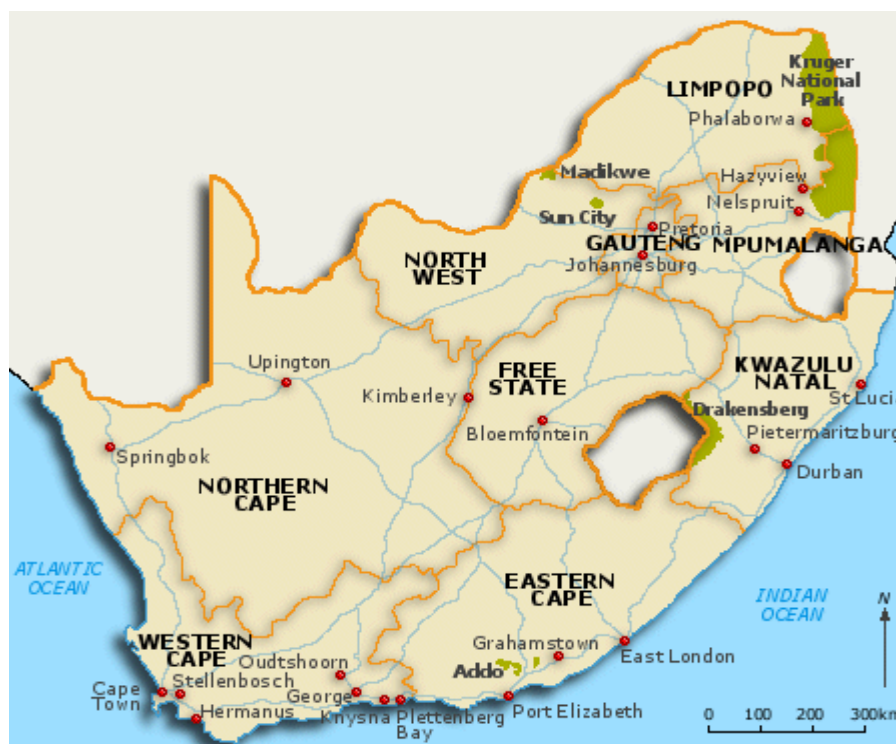 Kruger
National
Park
LIMPOPO
Phalaborwa
Madikwe
Hazyview
Nelspruit
Sun City
Pretoria
GAUTENG
MPUMALANGA
NORTH
WEST
Johannesburg
Upington
FREE
STATE
KWAZULU
NATAL
Kimberley
St Lucia
Drakensberg
Bloemfontein
Pietermaritzburg
Springbok
Durban
NORTHERN
CAPE
ATLANTIC
OCEAN
EASTERN
CAPE
INDIAN
OCEAN
N
WESTERN
CAPE
Grahamstown
East London
Oudtshoorn
Addo
Stellenbosch
Cape
Town
George
Hermanus
Knysna
Plettenberg
Bay
Port Elizabeth
0 100 200 300km